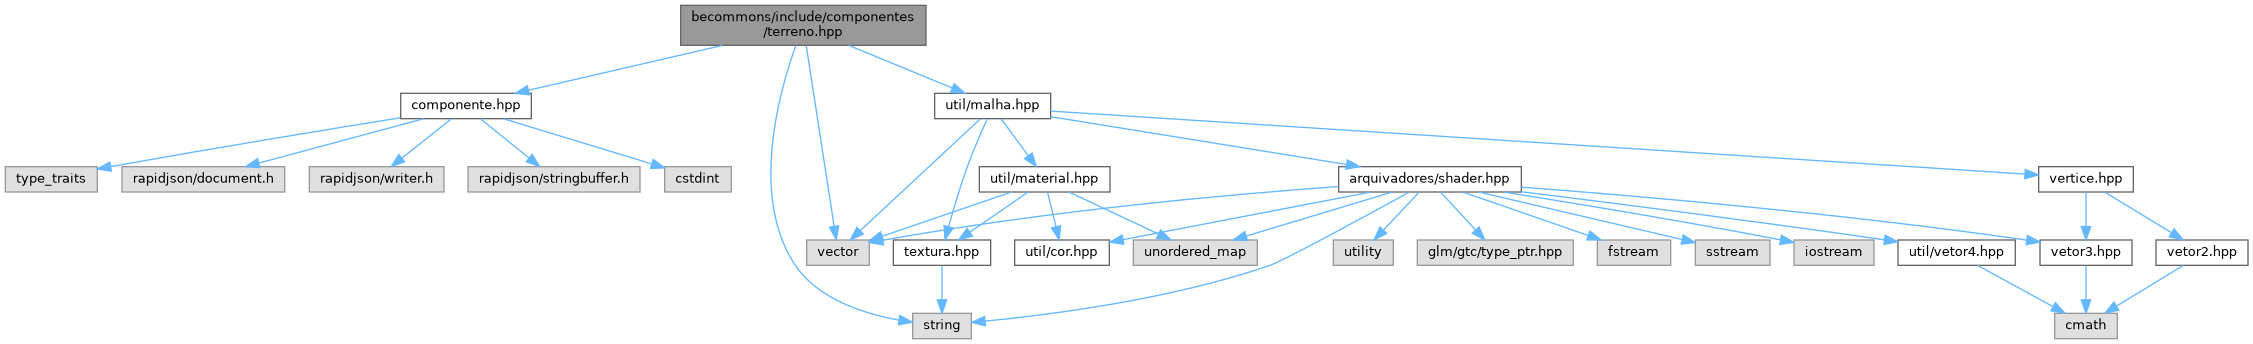 becommons/include/componentes
/terreno.hpp
componente.hpp
util/malha.hpp
type_traits
rapidjson/document.h
rapidjson/writer.h
rapidjson/stringbuffer.h
cstdint
util/material.hpp
arquivadores/shader.hpp
vertice.hpp
vector
textura.hpp
util/cor.hpp
unordered_map
utility
glm/gtc/type_ptr.hpp
fstream
sstream
iostream
util/vetor4.hpp
vetor3.hpp
vetor2.hpp
string
cmath